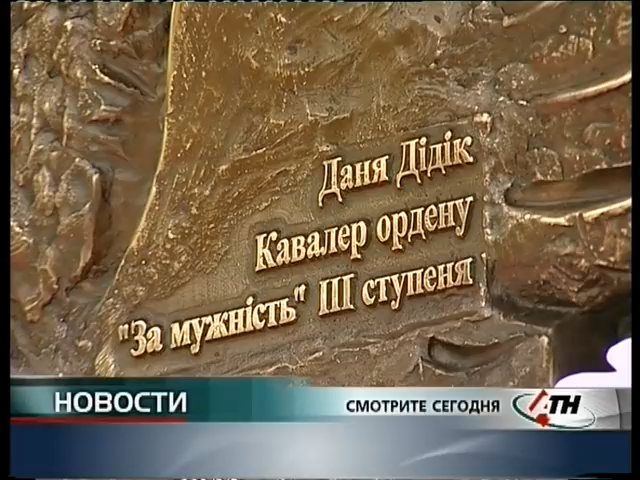 Даня Дідік
Кавалер ордену
"За мужність" III ступеня
НОВОСТИ
СМОТРИТЕ СЕГОДНЯ
АТН